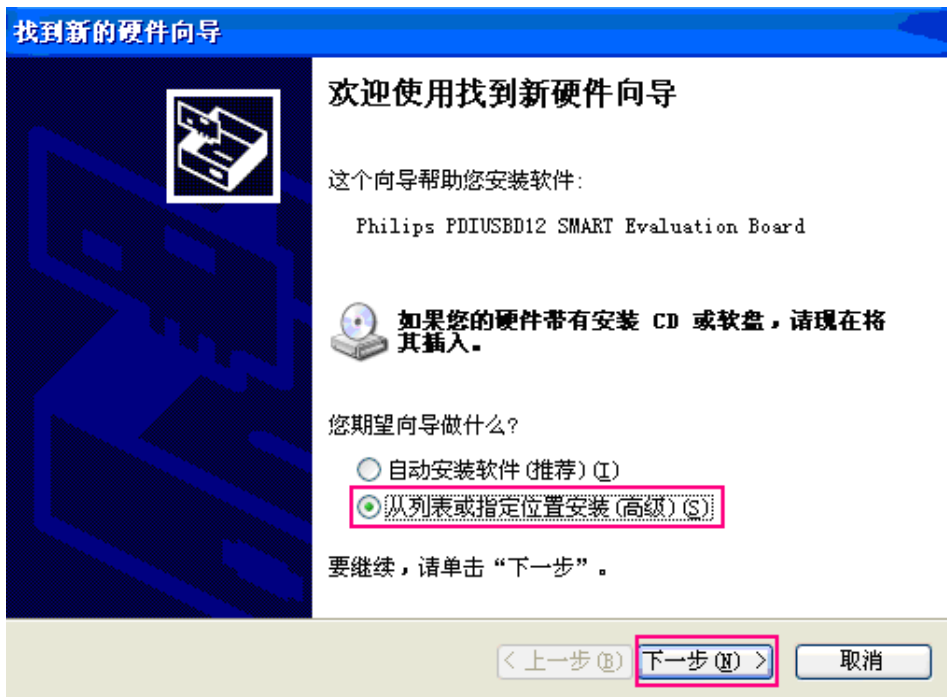 找到新的硬件向导
欢迎使用找到新硬件向导
这个向导帮助您安装软件:
Philips PDIUSBD12 SMART Evaluation Board
如果您的硬件带有安装 CD 或软盘，请现在将
其插入。
您期望向导做什么?
自动安装软件(推荐)(I)
从列表或指定位置安装(高级)(S)
要继续，请单击“下一步”。
< 上一步(B)
下一步(N) >
取消